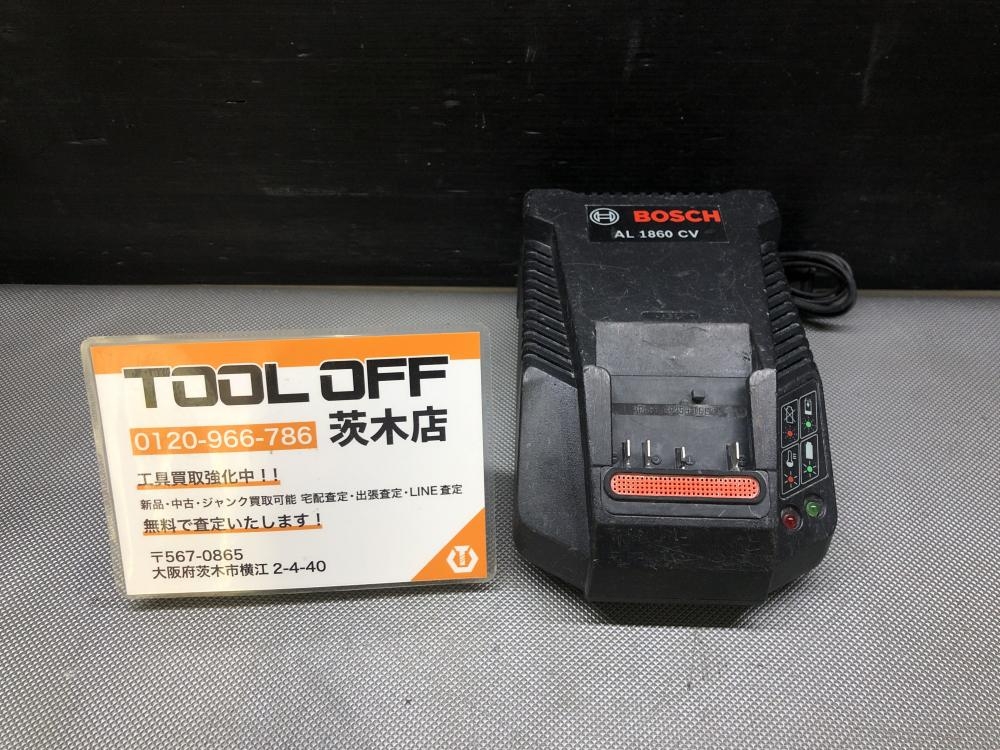 TOOL OFF
0120-966-786 茨木店
工具買取強化中！！
新品・中古・ジャンク買取可能 宅配査定・出張査定・LINE査定
無料で査定いたします！
〒567-0865
大阪府茨木市横江 2-4-40
BOSCH
AL 1860 CV